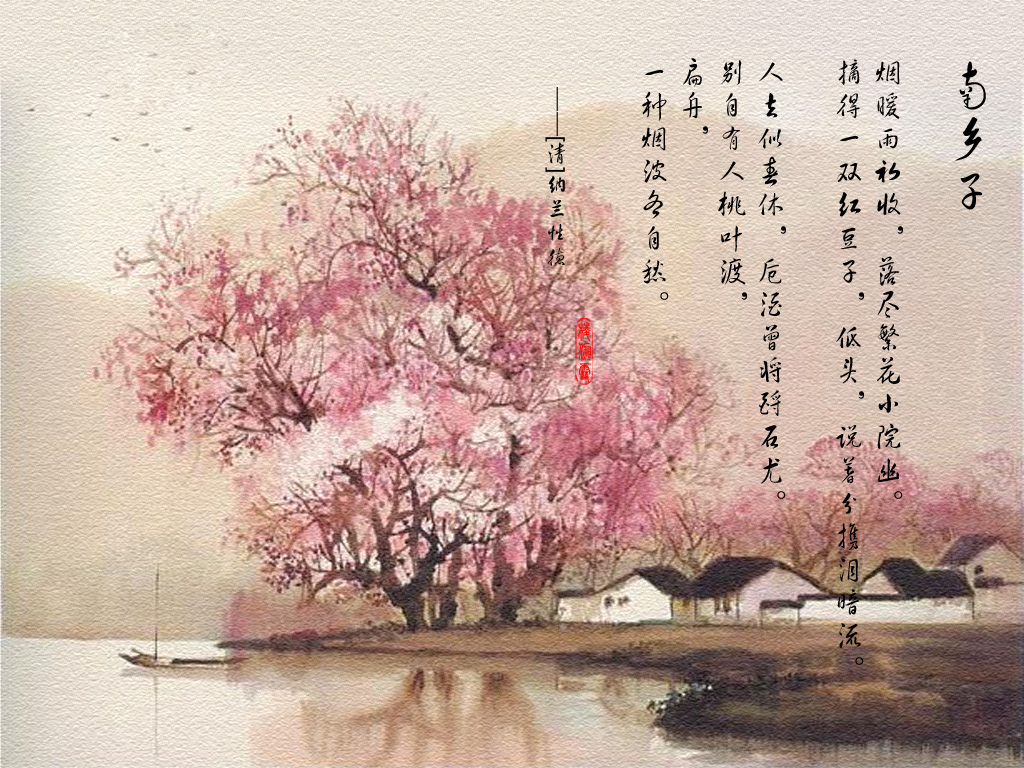 南乡子
烟暖雨初收，落尽繁花小院幽。
摘得一双红豆子，低头，说著分携泪暗流。
人去似春休，卮酒曾将酹石尤。
别自有人桃叶渡，
扁舟，
一种烟波各自愁。
——[清]纳兰性德